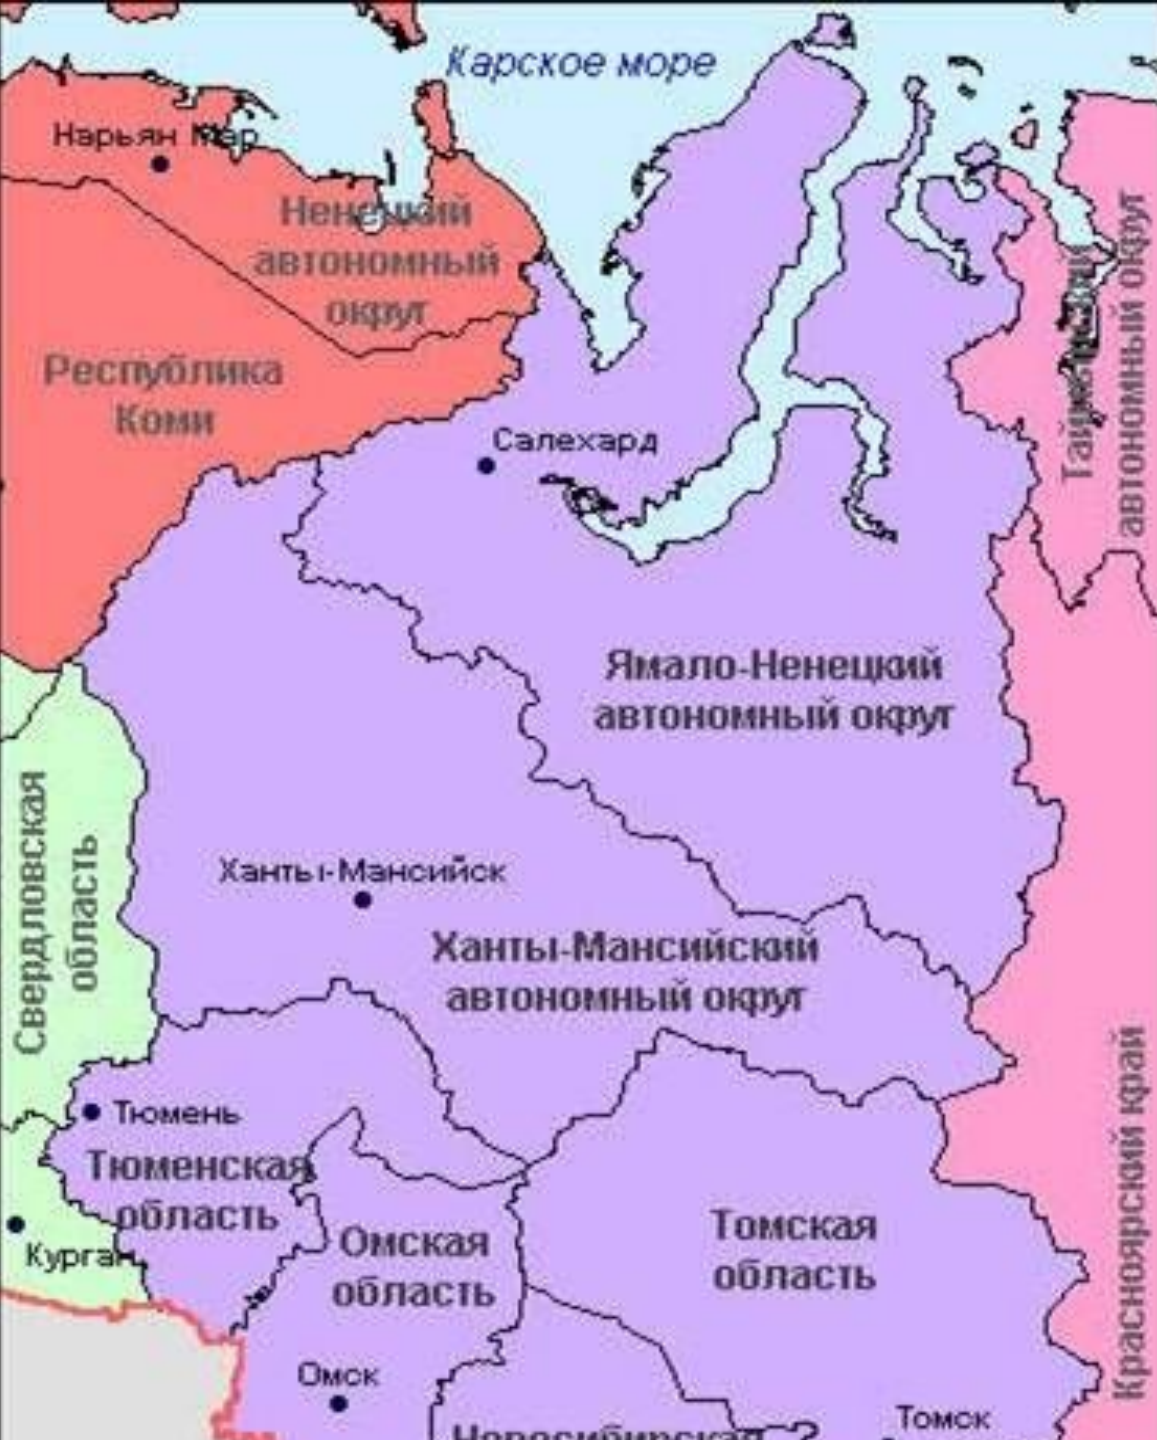 Карское море
Нарьян Мар
Ненецкий
автономный
округ
Республика
Коми
Салехард
Таймырский
автономный округ
Ямало-Ненецкий
автономный округ
Свердловская
область
Ханты-Мансийск
Ханты-Мансийский
автономный округ
Тюмень
Тюменская
область
Курган
Омская
область
Томская
область
Красноярский край
Омск
Томск
Новосибирская